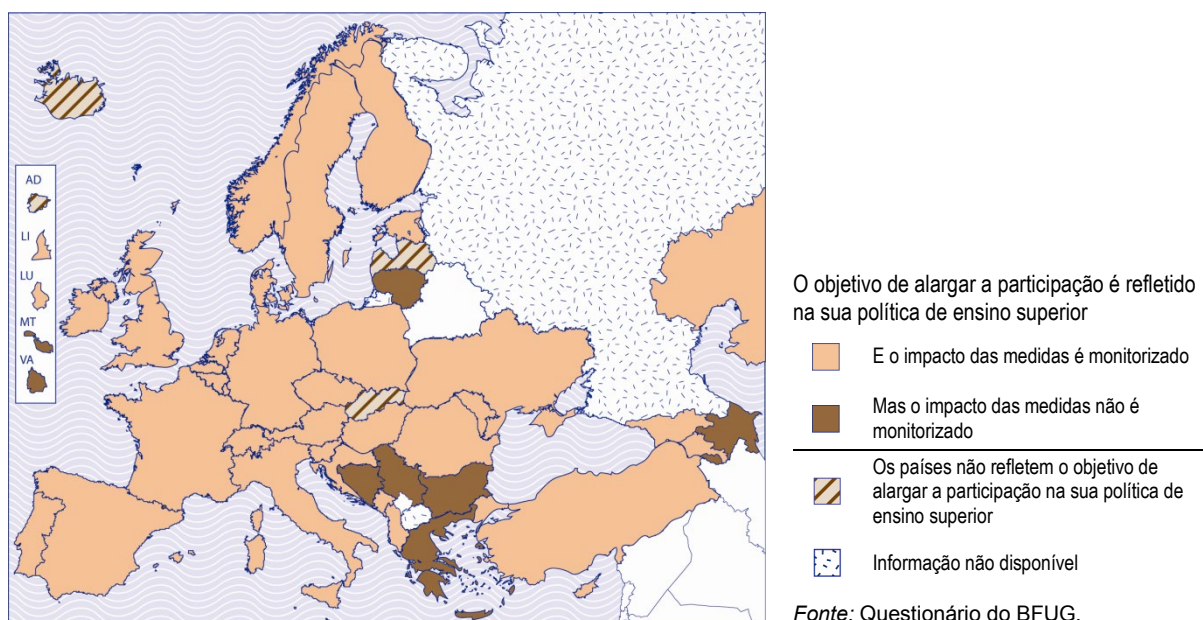 AD
LI
LU
MT
VA
O objetivo de alargar a participação é refletido
na sua política de ensino superior
E o impacto das medidas é monitorizado
Mas o impacto das medidas não é
monitorizado
Os países não refletem o objetivo de
alargar a participação na sua política de
ensino superior
Informação não disponível
Fonte: Questionário do BFUG.